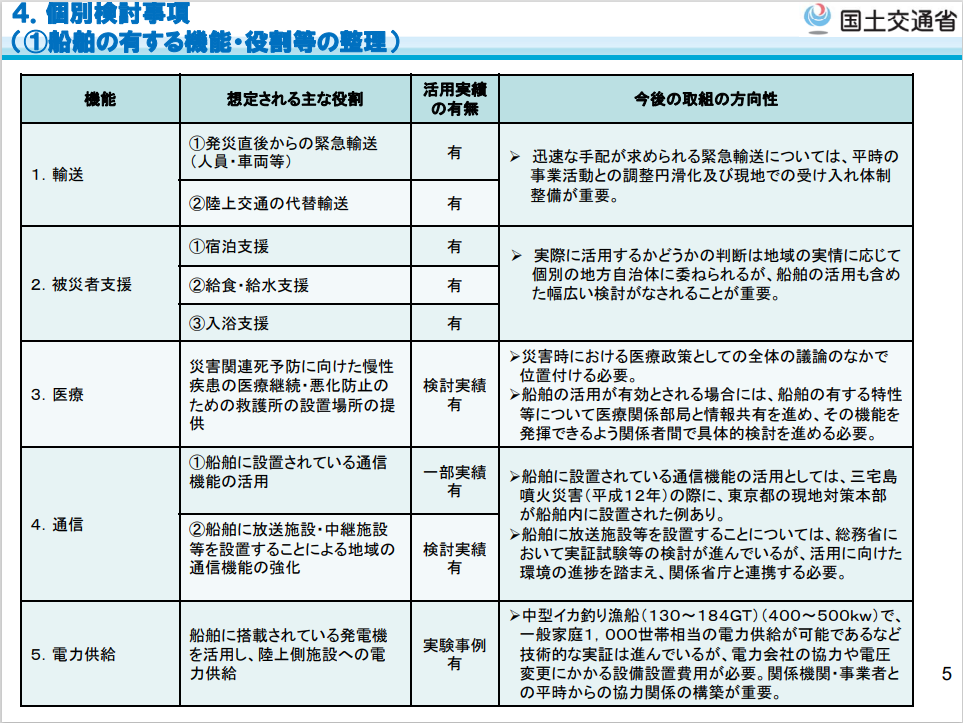 4. 個別検討事項
（①船舶の有する機能・役割等の整理）
国土交通省
機能
想定される主な役割
活用実績
の有無
今後の取組の方向性
1. 輸送
①発災直後からの緊急輸送
（人員・車両等）
有
②陸上交通の代替輸送
有
➢ 迅速な手配が求められる緊急輸送については、平時の
事業活動との調整円滑化及び現地での受け入れ体制
整備が重要。
2. 被災者支援
①宿泊支援
有
②給食・給水支援
有
③入浴支援
有
➢ 実際に活用するかどうかの判断は地域の実情に応じて
個別の地方自治体に委ねられるが、船舶の活用も含め
た幅広い検討がなされることが重要。
3. 医療
災害関連死予防に向けた慢性
疾患の医療継続・悪化防止の
ための救護所の設置場所の提
供
検討実績
有
➢災害時における医療政策としての全体の議論のなかで
位置付ける必要。
➢船舶の活用が有効とされる場合には、船舶の有する特性
等について医療関係部局と情報共有を進め、その機能を
発揮できるよう関係者間で具体的検討を進める必要。
4. 通信
①船舶に設置されている通信
機能の活用
一部実績
有
②船舶に放送施設・中継施設
等を設置することによる地域の
通信機能の強化
検討実績
有
➢船舶に設置されている通信機能の活用としては、三宅島
噴火災害（平成12年）の際に、東京都の現地対策本部
が船舶内に設置された例あり。
➢船舶に放送施設等を設置することについては、総務省に
おいて実証試験等の検討が進んでいるが、活用に向けた
環境の進捗を踏まえ、関係省庁と連携する必要。
5. 電力供給
船舶に搭載されている発電機
を活用し、陸上側施設への電
力供給
実験事例
有
➢中型イカ釣り漁船（130～184GT）（400～500kw）で、
一般家庭1，000世帯相当の電力供給が可能であるなど
技術的な実証は進んでいるが、電力会社の協力や電圧
変更にかかる設備設置費用が必要。関係機関・事業者と
の平時からの協力関係の構築が重要。
5